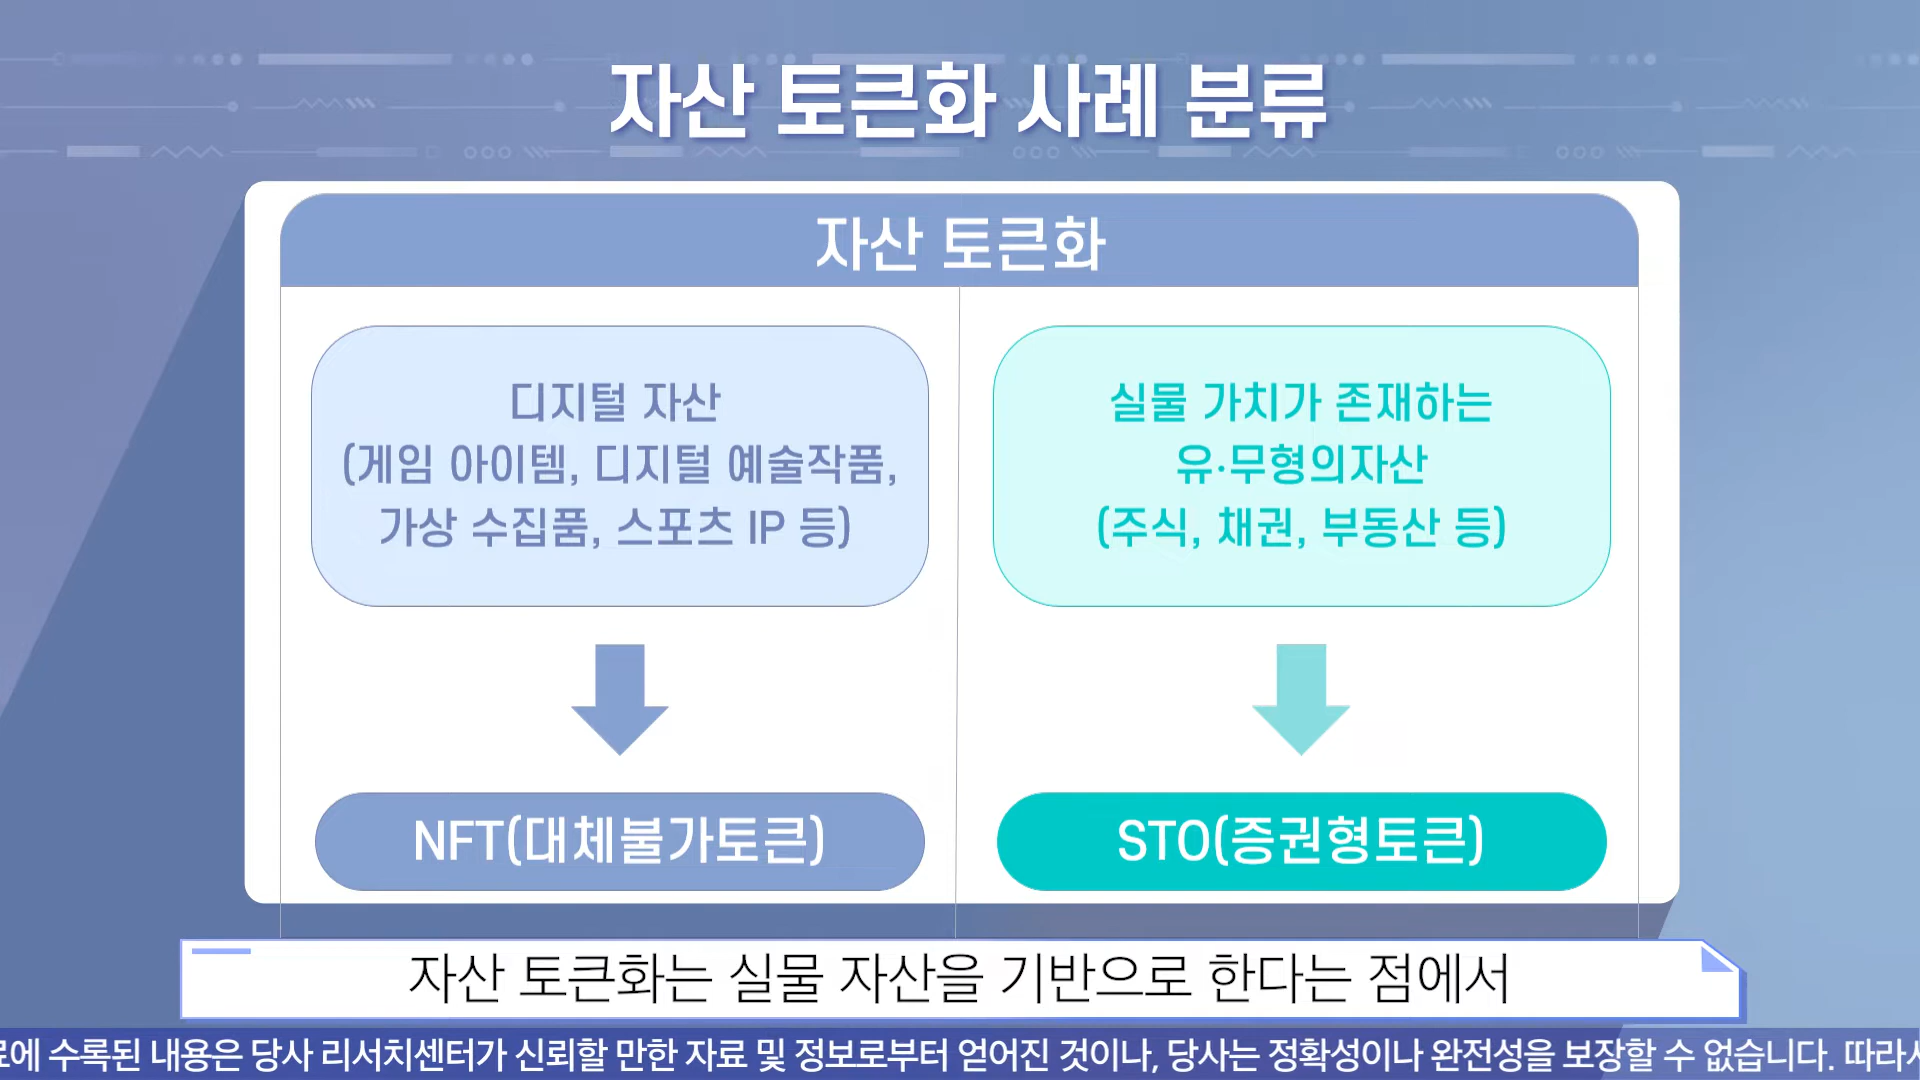 자산 토큰화 사례 분류
자산 토큰화
디지털 자산
(게임 아이템, 디지털 예술작품,
가상 수집품, 스포츠 IP 등)
실물 가치가 존재하는
유·무형의자산
(주식, 채권, 부동산 등)
NFT(대체불가토큰)
STO(증권형토큰)
자산 토큰화는 실물 자산을 기반으로 한다는 점에서
에 수록된 내용은 당사 리서치센터가 신뢰할 만한 자료 및 정보로부터 얻어진 것이나, 당사는 정확성이나 완전성을 보장할 수 없습니다. 따라